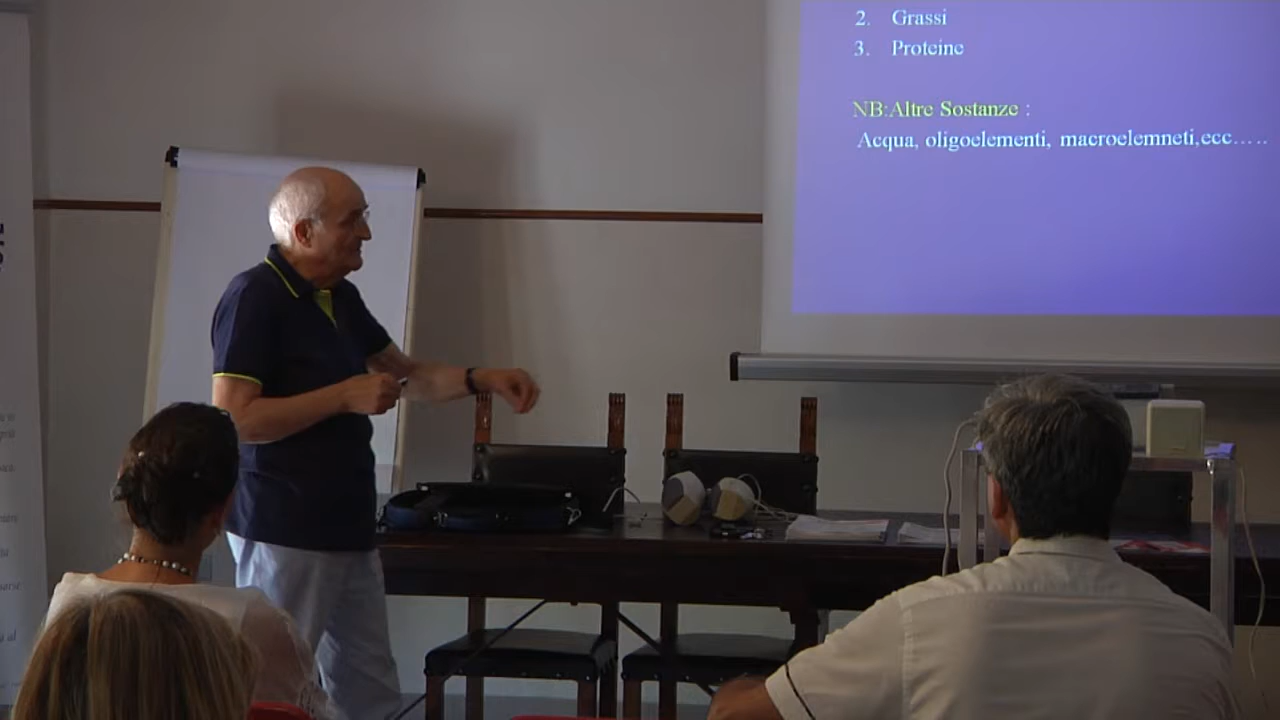 2. Grassi
3. Proteine
NB:Altre Sostanze :
Acqua, oligoelementi, macroelemneti,ecc.....